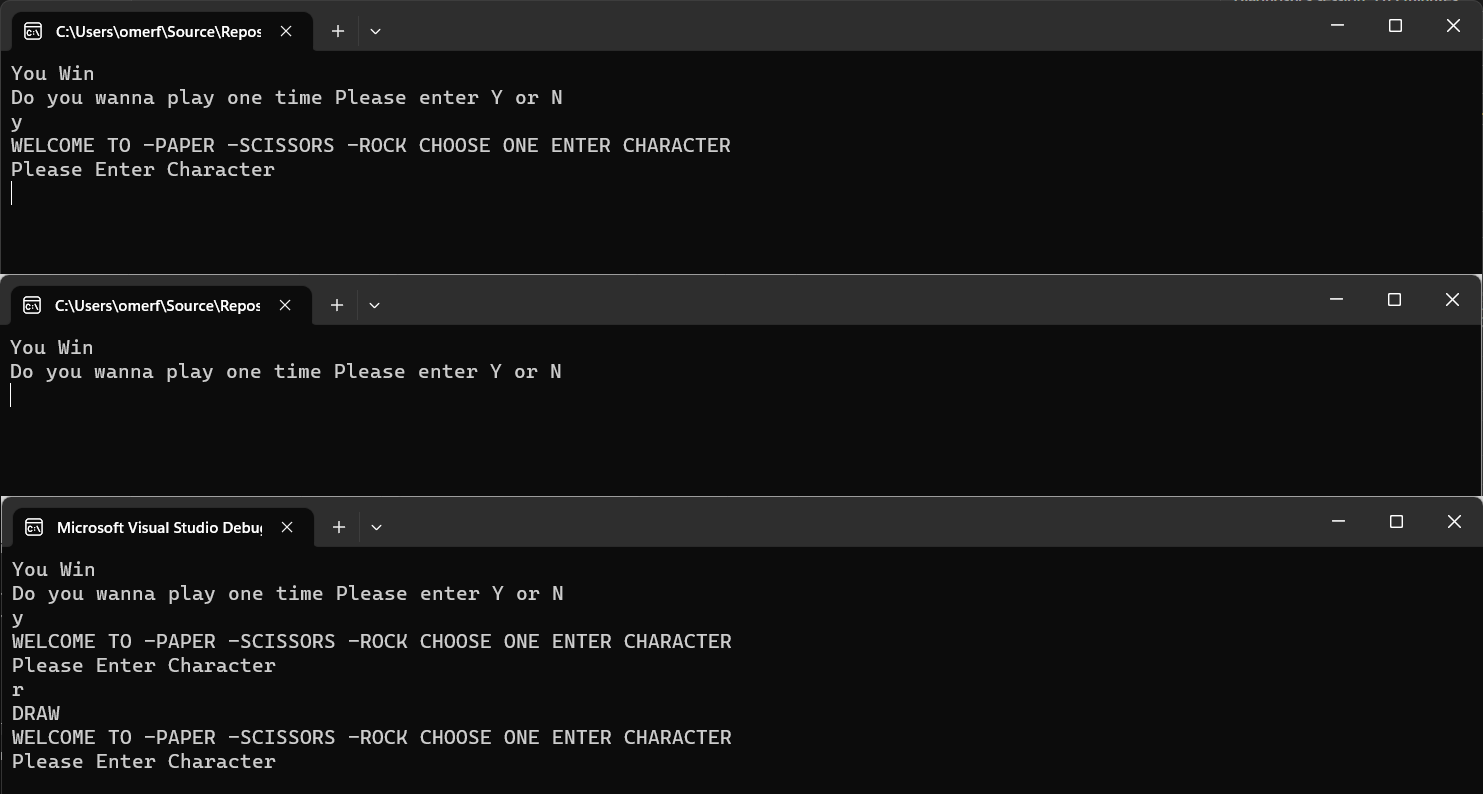 C:\Users\omerf\Source\Repos
You Win
Do you wanna play one time Please enter Y or N
y
WELCOME TO -PAPER -SCISSORS -ROCK CHOOSE ONE ENTER CHARACTER
Please Enter Character
C:\Users\omerf\Source\Repos
You Win
Do you wanna play one time Please enter Y or N
Microsoft Visual Studio Debug
You Win
Do you wanna play one time Please enter Y or N
y
WELCOME TO -PAPER -SCISSORS -ROCK CHOOSE ONE ENTER CHARACTER
Please Enter Character
r
DRAW
WELCOME TO -PAPER -SCISSORS -ROCK CHOOSE ONE ENTER CHARACTER
Please Enter Character